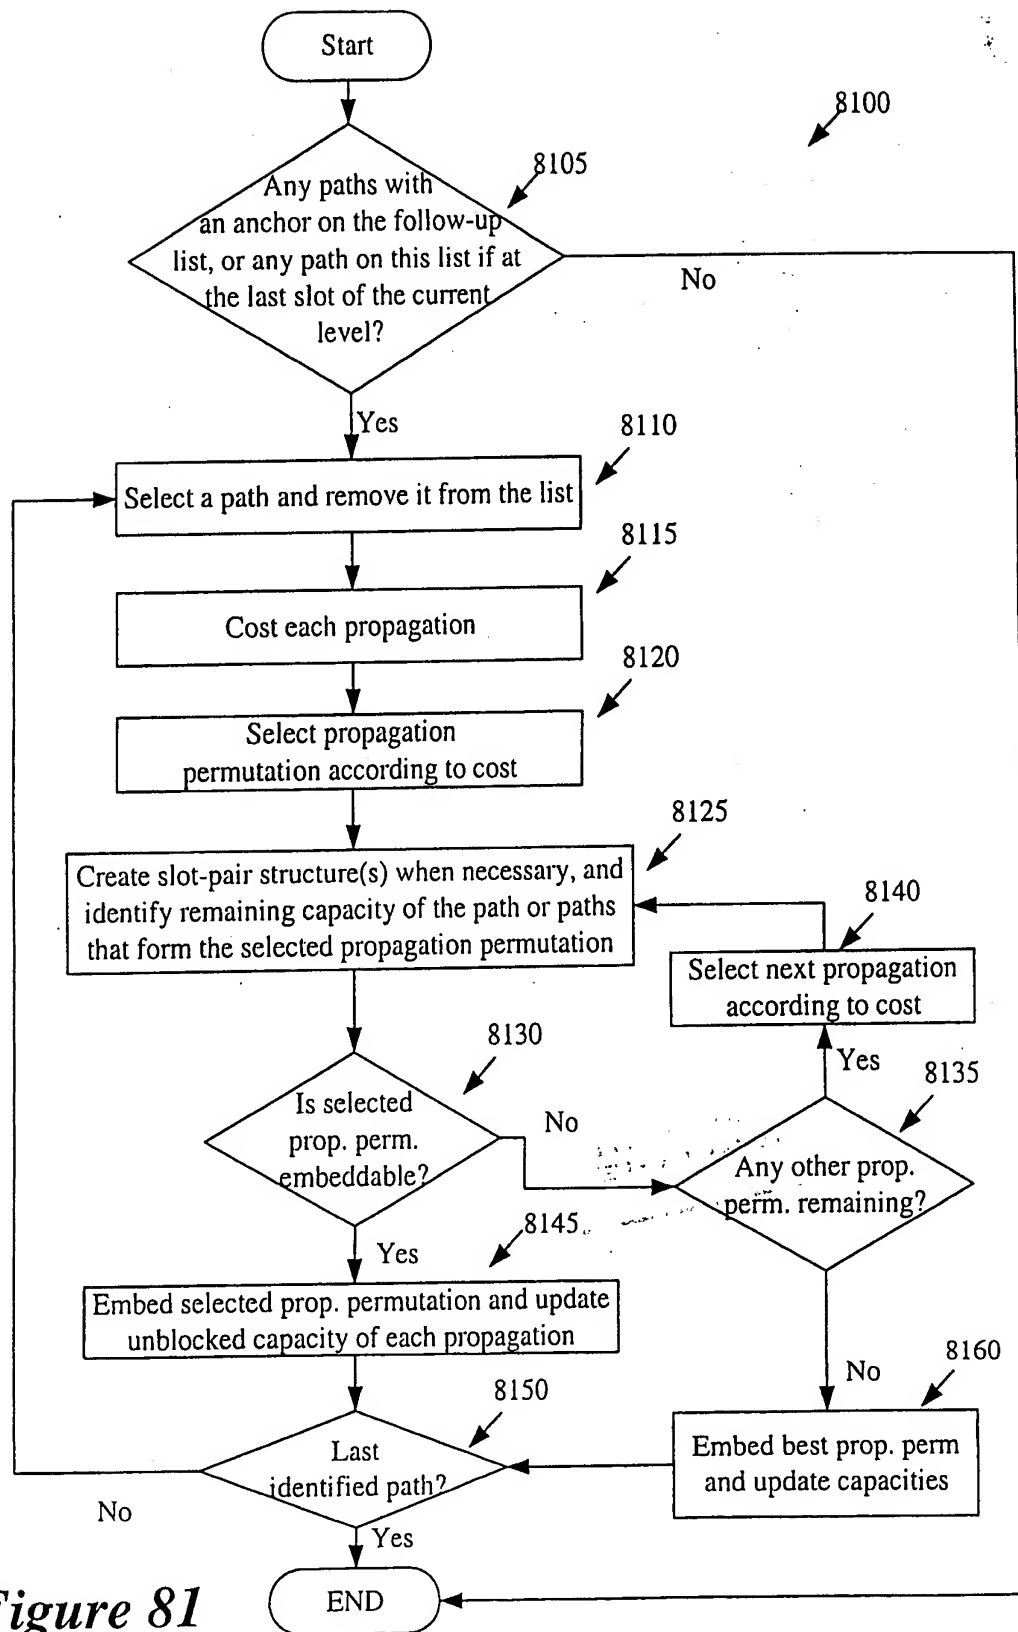 Start
8100
8105
Any paths with
an anchor on the follow-up
list, or any path on this list if at
the last slot of the current
level?
No
Yes
8110
Select a path and remove it from the list
8115
Cost each propagation
8120
Select propagation
permutation according to cost
8125
Create slot-pair structure(s) when necessary, and
identify remaining capacity of the path or paths
that form the selected propagation permutation
8140
Select next propagation
according to cost
8130
Yes
8135
Is selected
prop. perm.
embeddable?
No
Any other prop.
perm. remaining?
8145
Yes
Embed selected prop. permutation and update
unblocked capacity of each propagation
No
8160
8150
Embed best prop. perm
and update capacities
Last
identified path?
No
Yes
END
Figure 81